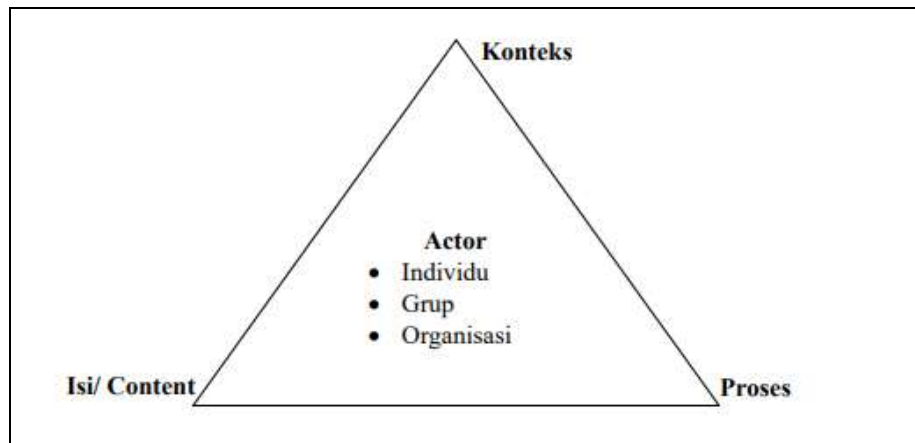 Konteks
Actor
• Individu
• Grup
• Organisasi
Isi/ Content
Proses